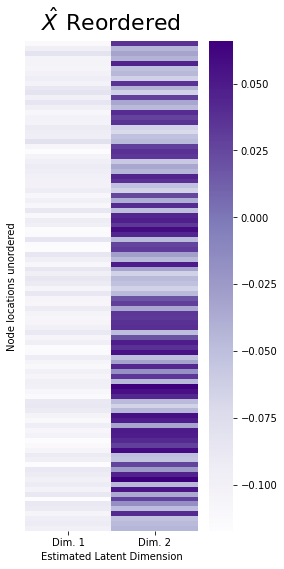 X̂ Reordered
Node locations unordered
0.050
0.025
0.000
−0.025
−0.050
−0.075
−0.100
Dim. 1 Dim. 2
Estimated Latent Dimension